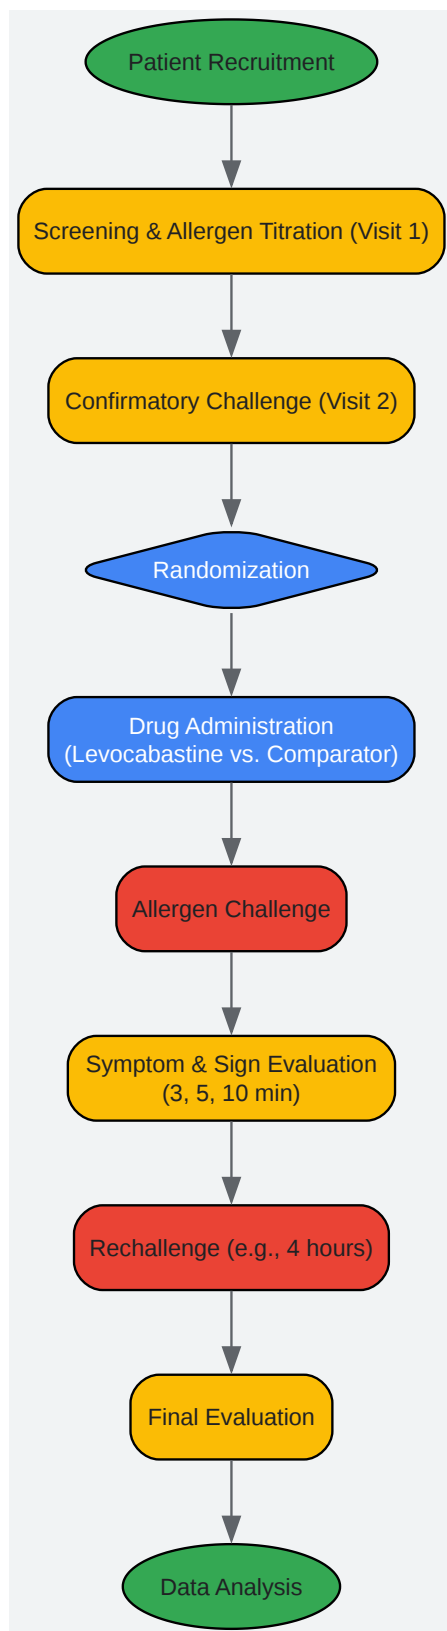 Patient Recruitment
Screening & Allergen Titration (Visit 1)
Confirmatory Challenge (Visit 2)
Randomization
Drug Administration
(Levocabastine vs. Comparator)
Allergen Challenge
Symptom & Sign Evaluation
(3, 5, 10 min)
Rechallenge (e.g., 4 hours)
Final Evaluation
Data Analysis